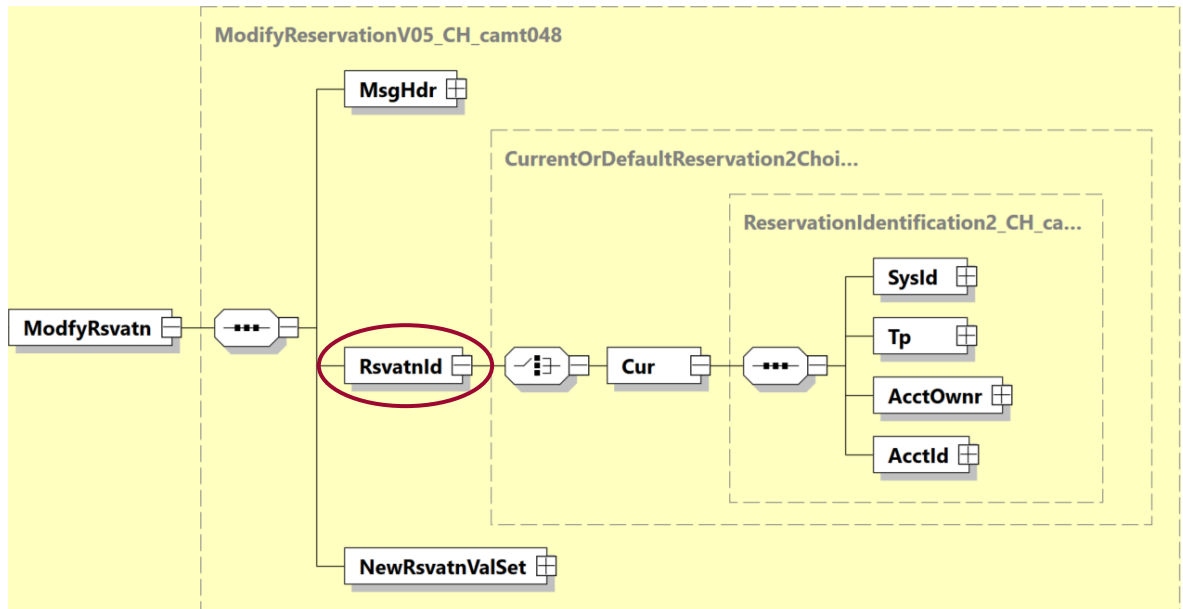 ModifyReservationV05_CH_camt048
MsgHdr
CurrentOrDefaultReservation2Choi...
ReservationIdentification2_CH_ca...
SysId
ModfyRsvatn
Tp
RsvatnId
Cur
AcctOwnr
AcctId
NewRsvatnValSet